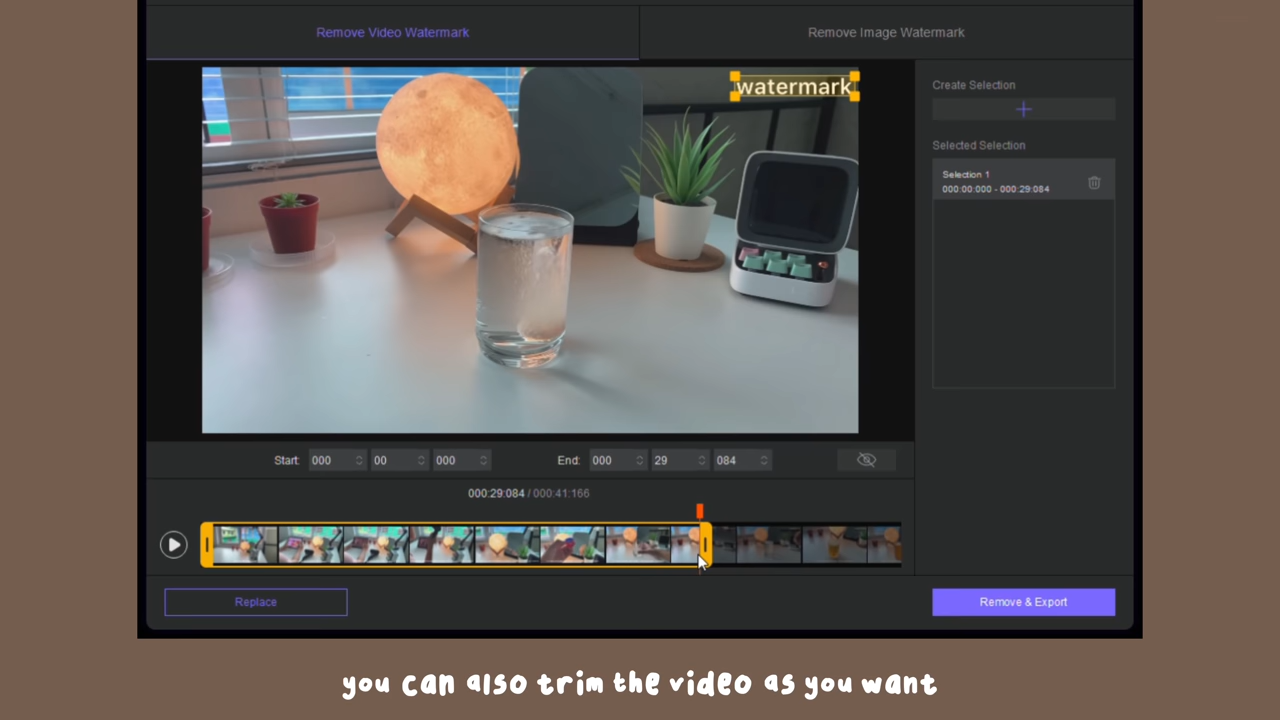 Remove Video Watermark
Remove Image Watermark
watermark
Create Selection
+
Selected Selection
Selection 1
000:00:000 - 000:29:084
Start: 000 00 000 End: 000 29 084
000:29:084 / 000:41:166
Replace
Remove & Export
you can also trim the video as you want